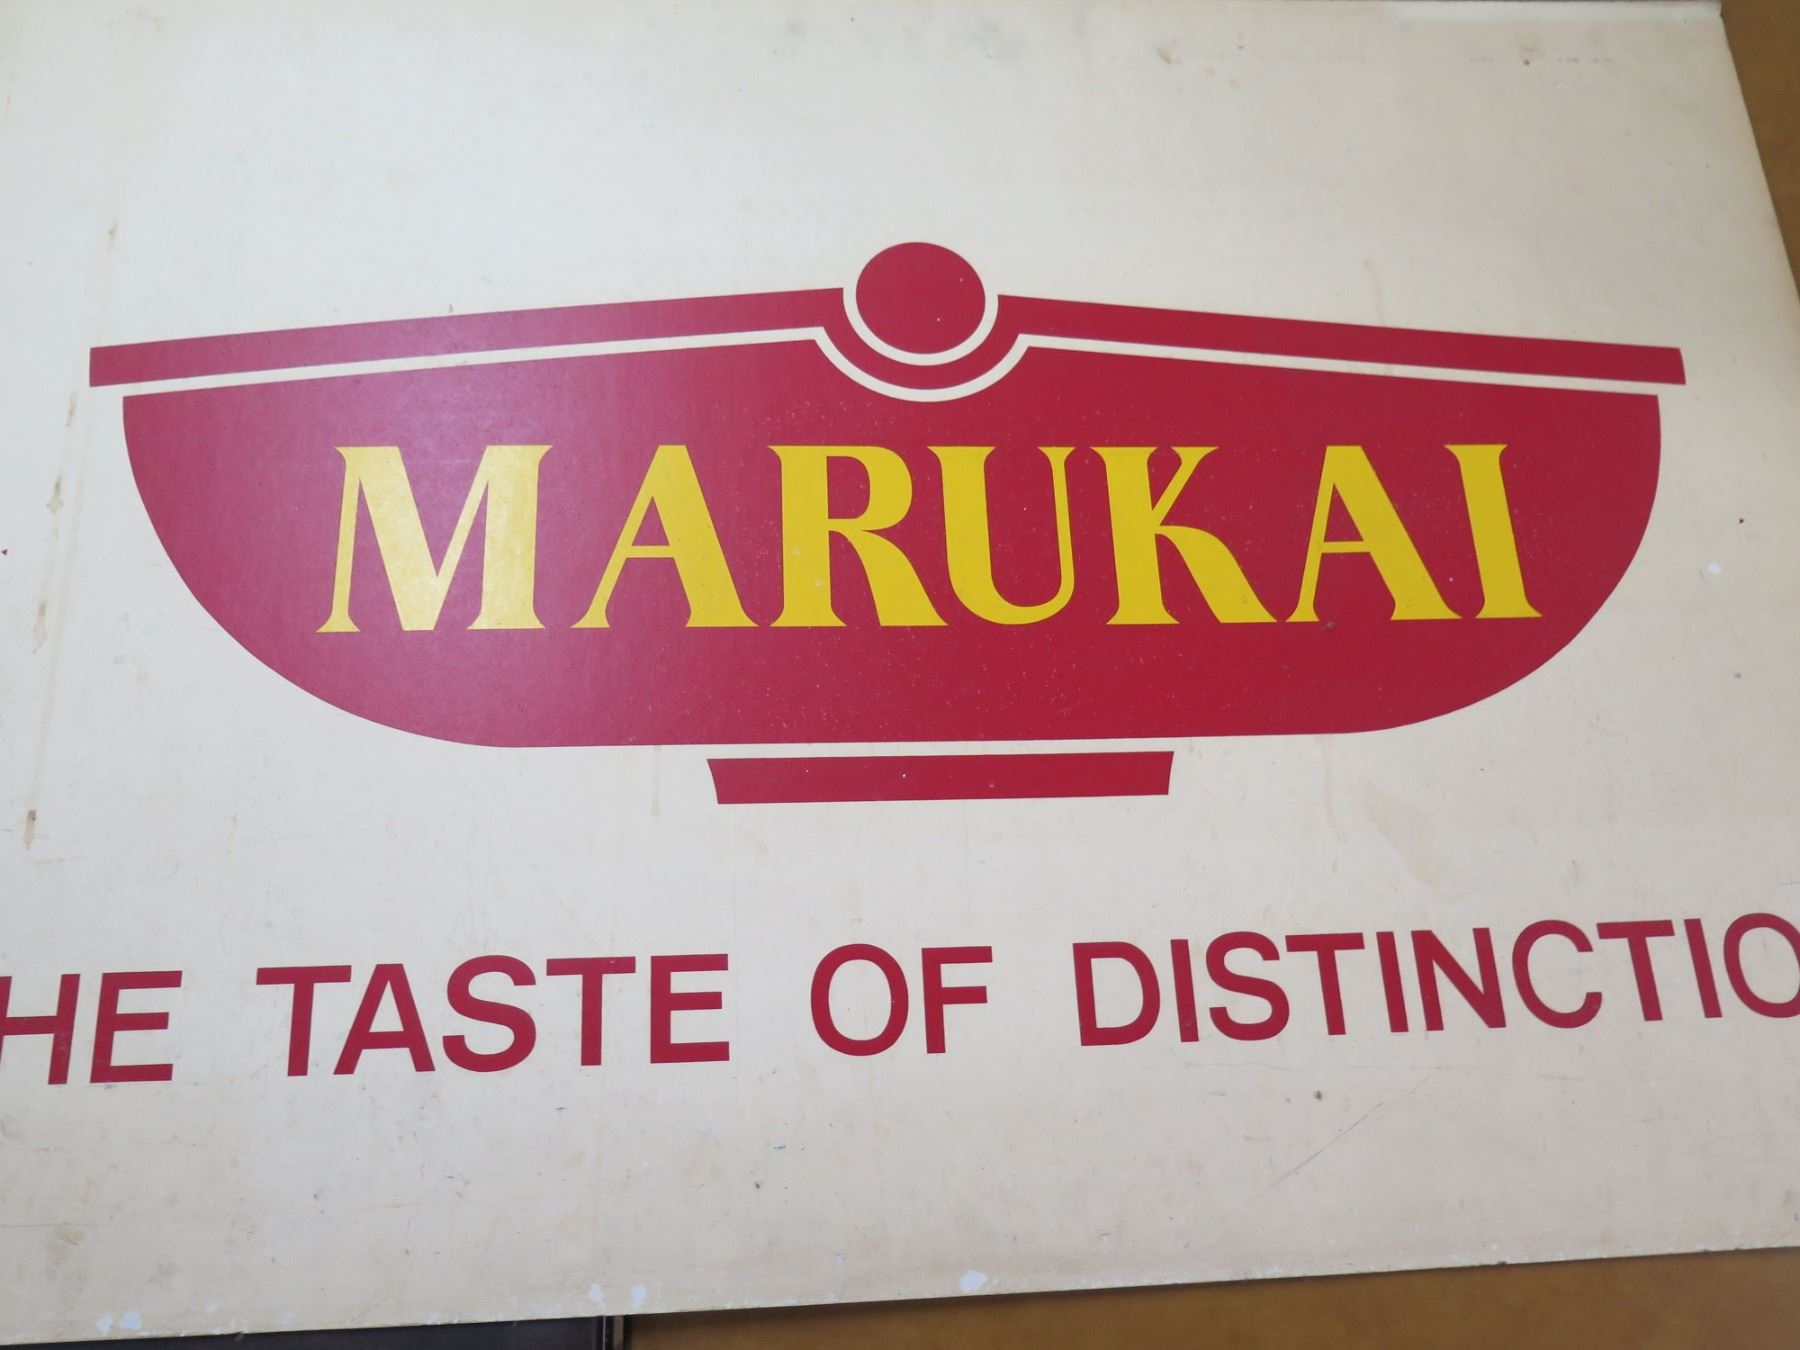 MARUKAI
HE TASTE OF DISTINCTIO